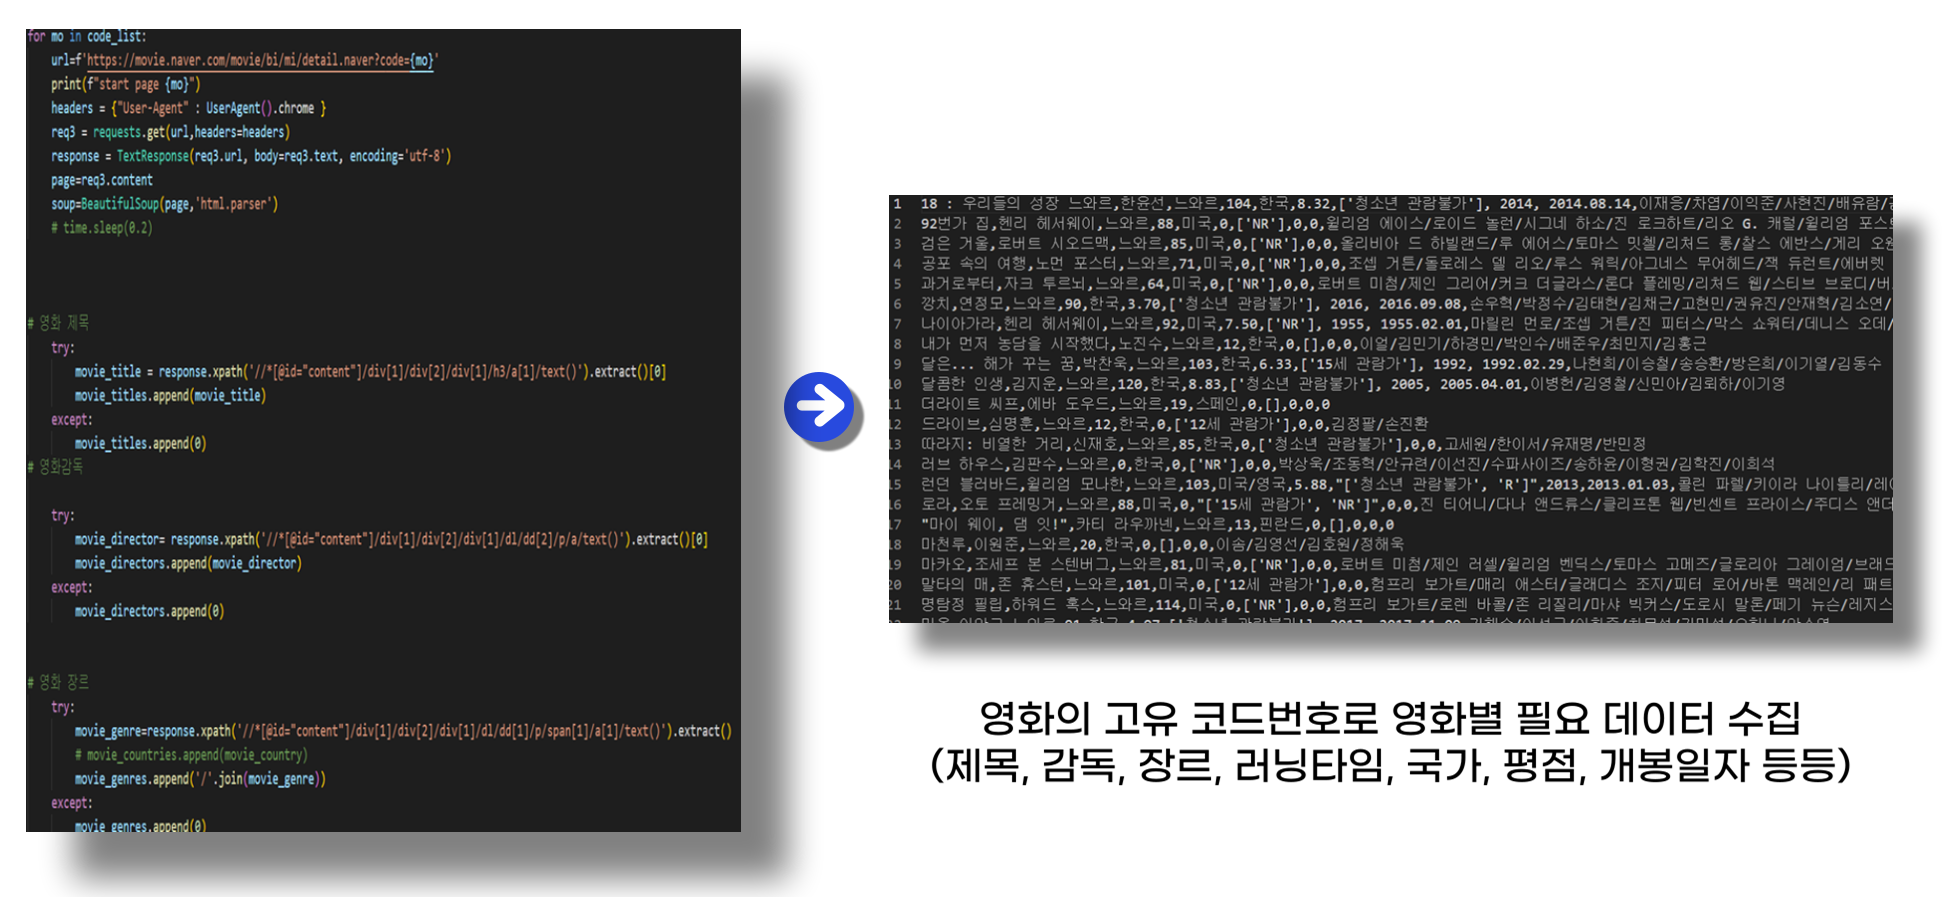 for mo in code_list:
url=f'https://movie.naver.com/movie/bi/mi/detail.naver?code={mo}'
print(f"start page {mo}")
headers = {"User-Agent" : UserAgent().chrome }
req3 = requests.get(url,headers=headers)
response = TextResponse(req3.url, body=req3.text, encoding='utf-8')
page=req3.content
soup=BeautifulSoup(page,'html.parser')
# time.sleep(0.2)
# 영화 제목
try:
movie_title = response.xpath('//*[@id="content"]/div[1]/div[2]/div[1]/h3/a[1]/text()').extract()[0]
movie_titles.append(movie_title)
except:
movie_titles.append(0)
# 영화감독
try:
movie_director= response.xpath('//*[@id="content"]/div[1]/div[2]/div[1]/dl/dd[2]/p/a/text()').extract()[0]
movie_directors.append(movie_director)
except:
movie_directors.append(0)
# 영화 장르
try:
movie_genre=response.xpath('//*[@id="content"]/div[1]/div[2]/div[1]/dl/dd[1]/p/span[1]/a[1]/text()').extract()
# movie_countries.append(movie_country)
movie_genres.append('/'.join(movie_genre))
except:
movie_genres.append(0)
1 18 : 우리들의 성장 느와르,한윤선,느와르,104,한국,8.32,['청소년 관람불가'], 2014, 2014.08.14,이재응/차엽/이익준/사현진/배유람/
2 92번가 집,헨리 헤서웨이,느와르,88,미국,0,['NR'],0,0,윌리엄 에이스/로이드 놀런/시그네 하소/진 로크하트/리오 G. 캐럴/윌리엄 포스
3 검은 거울,로버트 시오드맥,느와르,85,미국,0,['NR'],0,0,올리비아 드 하빌랜드/루 에어스/토마스 밋첼/리처드 롱/찰스 에반스/게리 오
4 공포 속의 여행,노먼 포스터,느와르,71,미국,0,['NR'],0,0,조셉 거튼/돌로레스 델 리오/루스 워릭/아그네스 무어헤드/잭 듀런트/에버렛
5 과거로부터,자크 투르뇌,느와르,64,미국,0,['NR'],0,0,로버트 미첨/제인 그리어/커크 더글라스/론다 플레밍/리처드 웹/스티브 브로디/버
6 깡치,연정모,느와르,90,한국,3.70,['청소년 관람불가'], 2016, 2016.09.08,손우혁/박정수/김태현/김채근/고현민/권유진/안재혁/김소연/
7 나이아가라,헨리 헤서웨이,느와르,92,미국,7.50,['NR'], 1955, 1955.02.01,마릴린 먼로/조셉 거튼/진 피터스/막스 쇼워터/데니스 오데/
8 내가 먼저 농담을 시작했다,노진수,느와르,12,한국,0,[],0,0,이얼/김민기/하경민/박인수/배준우/최민지/김홍근
9 달은... 해가 꾸는 꿈,박찬욱,느와르,103,한국,6.33,['15세 관람가'], 1992, 1992.02.29,나현희/이승철/송승환/방은희/이기열/김동수
10 달콤한 인생,김지운,느와르,120,한국,8.83,['청소년 관람불가'], 2005, 2005.04.01,이병헌/김영철/신민아/김뢰하/이기영
11 더라이트 씨프,에바 도우드,느와르,19,스페인,0,[],0,0,0
12 드라이브,심명훈,느와르,12,한국,0,['12세 관람가'],0,0,김정팔/손진환
13 따라지: 비열한 거리,신재호,느와르,85,한국,0,['청소년 관람불가'],0,0,고세원/한이서/유재명/반민정
14 러브 하우스,김판수,느와르,0,한국,0,['NR'],0,0,박상욱/조동혁/안규련/이선진/수파사이즈/송하윤/이형권/김학진/이희석
15 런던 블러바드,윌리엄 모나한,느와르,103,미국/영국,5.88,"['청소년 관람불가', 'R']",2013,2013.01.03,콜린 파렐/키이라 나이틀리/레
16 로라,오토 프레밍거,느와르,88,미국,0,"['15세 관람가', 'NR']",0,0,진 티어니/다나 앤드류스/클리프톤 웹/빈센트 프라이스/주디스 앤더
17 "마이 웨이, 댐 잇!",카티 라우까넨,느와르,13,핀란드,0,[],0,0,0
18 마천루,이원준,느와르,20,한국,0,[],0,0,이솜/김영선/김호원/정해욱
19 마카오,조세프 본 스텐버그,느와르,81,미국,0,['NR'],0,0,로버트 미첨/제인 러셀/윌리엄 벤딕스/토마스 고메즈/글로리아 그레이엄/브래드
20 말타의 매,존 휴스턴,느와르,101,미국,0,['12세 관람가'],0,0,험프리 보가트/매리 애스터/글래디스 조지/피터 로어/바톤 맥레인/리 패트
21 명탐정 필립,하워드 혹스,느와르,114,미국,0,['NR'],0,0,험프리 보가트/로렌 바콜/존 리질리/마샤 빅커스/도로시 말론/페기 뉴슨/레지스
영화의 고유 코드번호로 영화별 필요 데이터 수집
(제목, 감독, 장르, 러닝타임, 국가, 평점, 개봉일자 등등)